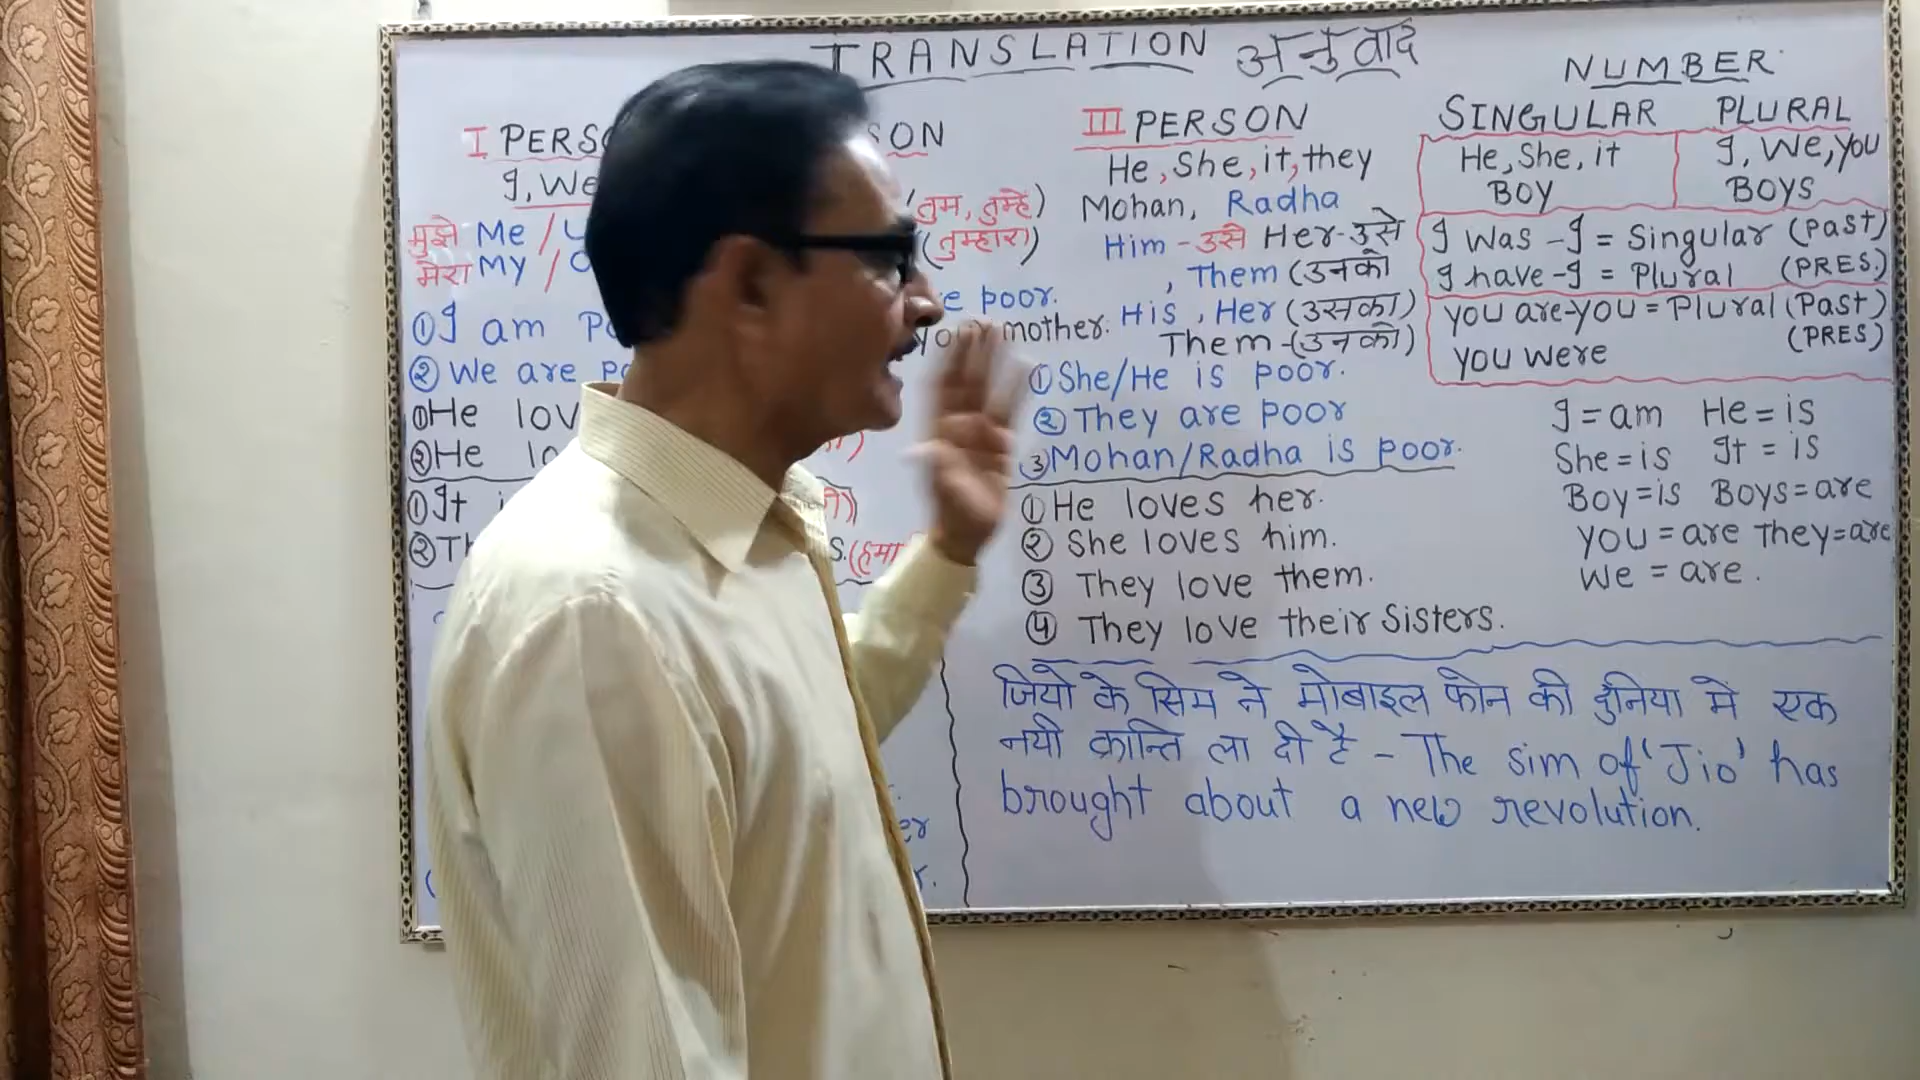 TRANSLATION अनुवाद
NUMBER
SINGULAR PLURAL
He, She, it I, We, you
BOY BOYS
I was - I = Singular (Past)
I have - I = Plural (PRES.)
you are - you = Plural (Past)
you were (PRES)
I = am He = is
She = is It = is
Boy = is Boys = are
you = are They = are
We = are.
I
I, We
मुझे Me /
मेरा My /
① I am
② We are
① He
② He
① It
②
(तुम, तुम्हें)
(तुम्हारा)
poor.
mother.
III PERSON
He, She, it, they
Mohan, Radha
Him - उसे Her - उसे
, Them (उनको
His, Her (उसका)
Them - (उनको)
① She/He is poor.
② They are poor
③ Mohan/Radha is poor.
① He loves her.
② She loves him.
③ They love them.
④ They love their Sisters.
जियो के सिम ने मोबाइल फोन की दुनिया मे एक
नयी क्रान्ति ला दी है - The sim of 'Jio' has
brought about a new revolution.